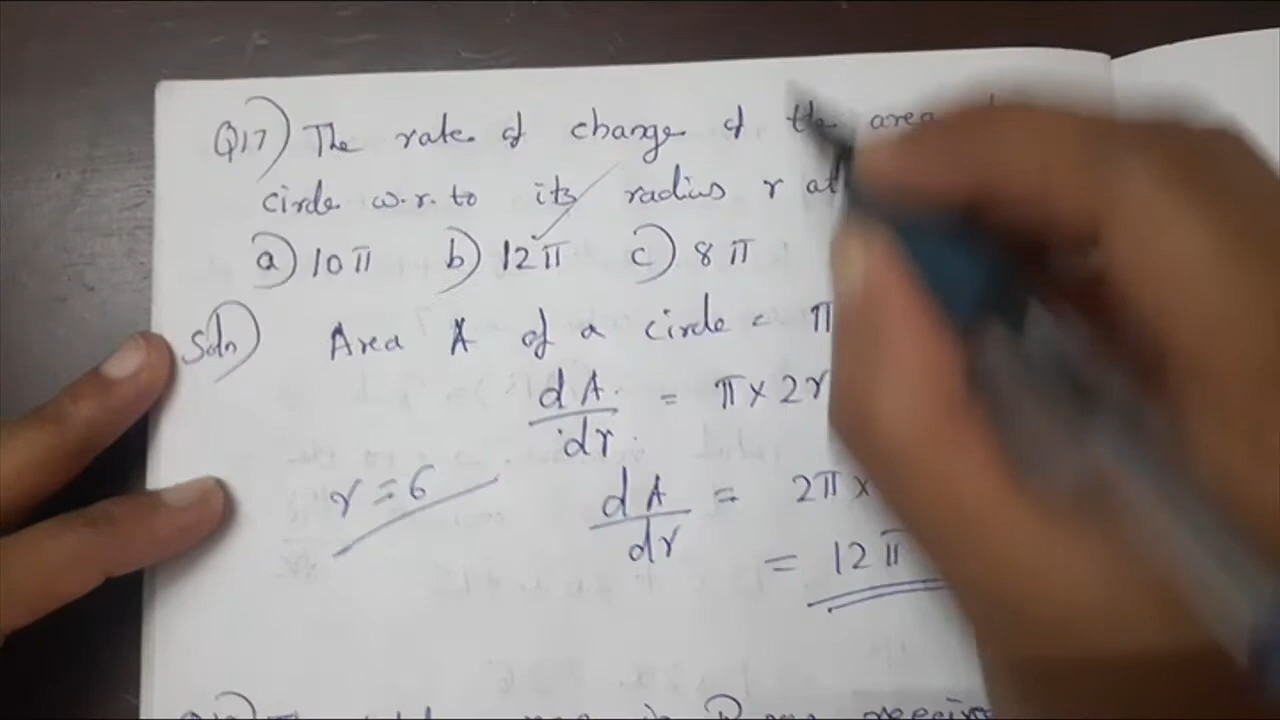 Q17) The rate of change of the area
circle w.r. to its radius r at
a) 10π b) 12π c) 8π
Soln) Area A of a circle = π
dA/dr = π × 2r
r = 6 dA/dr = 2π ×
= 12π